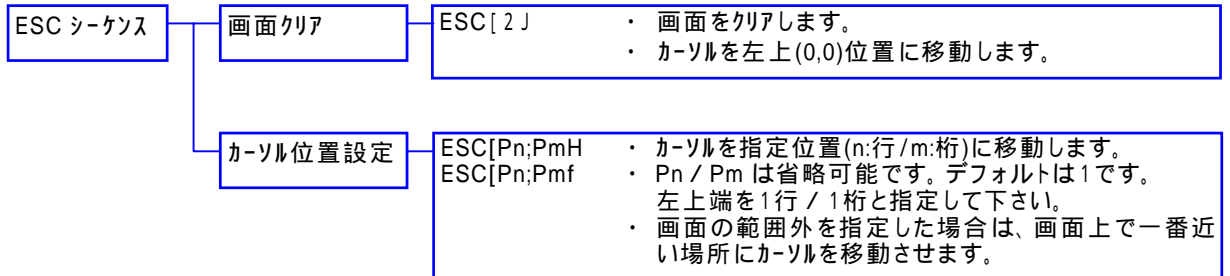 ESC ｼｰｹﾝｽ
画面ｸﾘｱ
ESC[2J ・ 画面をｸﾘｱします。
・ ｶｰｿﾙを左上(0,0)位置に移動します。
ｶｰｿﾙ位置設定
ESC[Pn;PmH ・ ｶｰｿﾙを指定位置(n:行/m:桁)に移動します。
ESC[Pn;Pmf ・ Pn / Pm は省略可能です。デフォルトは1です。
左上端を1行 / 1桁と指定して下さい。
・ 画面の範囲外を指定した場合は、画面上で一番近
い場所にｶｰｿﾙを移動させます。